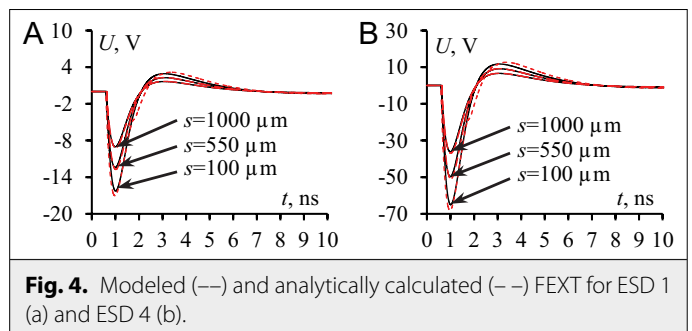 A
B
U, V
U, V
4
-2
-8
-14
-20
30
10
-10
-30
-50
-70
s=1000 µm
s=550 µm
s=100 µm
s=1000 µm
s=550 µm
s=100 µm
t, ns
t, ns
0 1 2 3 4 5 6 7 8 9 10
0 1 2 3 4 5 6 7 8 9 10
Fig. 4. Modeled (––) and analytically calculated (– –) FEXT for ESD 1
(a) and ESD 4 (b).